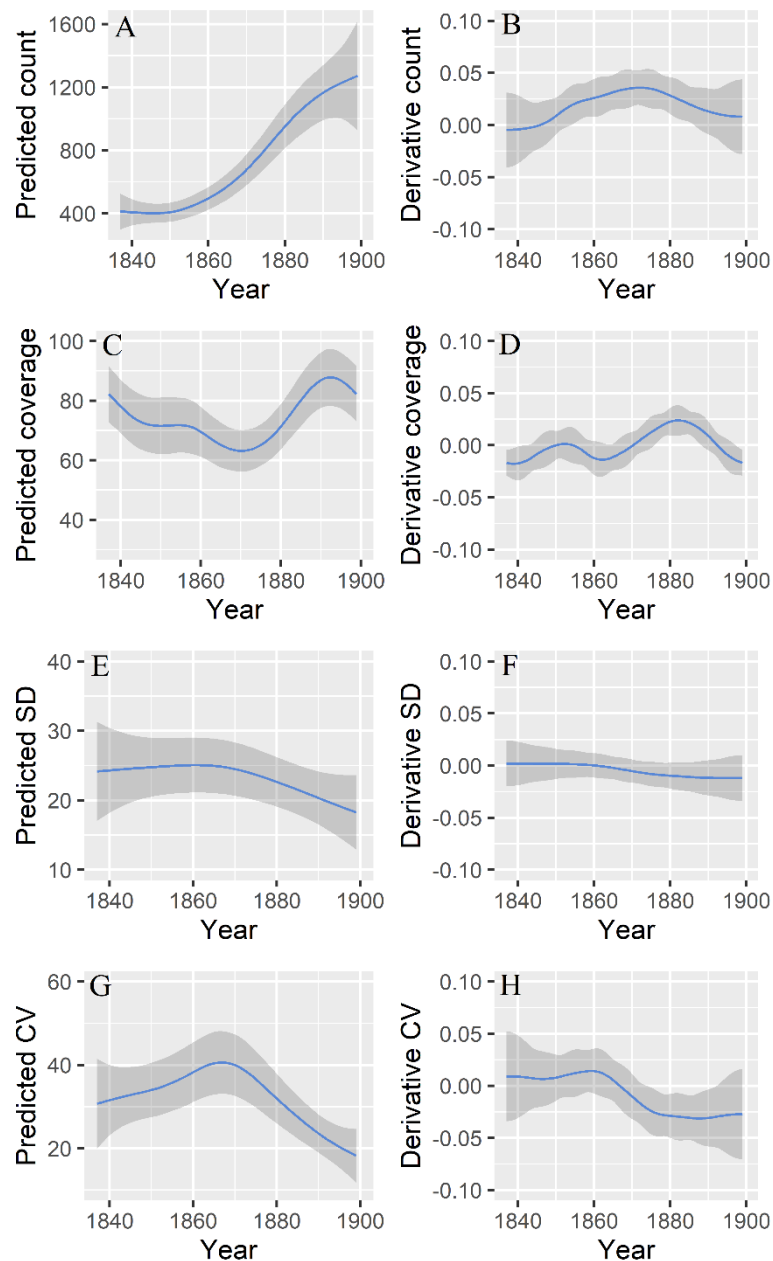 A
Predicted count
1600
1200
800
400
1840 1860 1880 1900
Year
B
Derivative count
0.10
0.05
0.00
-0.05
-0.10
1840 1860 1880 1900
Year
C
Predicted coverage
100
80
60
40
1840 1860 1880 1900
Year
D
Derivative coverage
0.10
0.05
0.00
-0.05
-0.10
1840 1860 1880 1900
Year
E
Predicted SD
40
30
20
10
1840 1860 1880 1900
Year
F
Derivative SD
0.10
0.05
0.00
-0.05
-0.10
1840 1860 1880 1900
Year
G
Predicted CV
60
40
20
1840 1860 1880 1900
Year
H
Derivative CV
0.10
0.05
0.00
-0.05
-0.10
1840 1860 1880 1900
Year